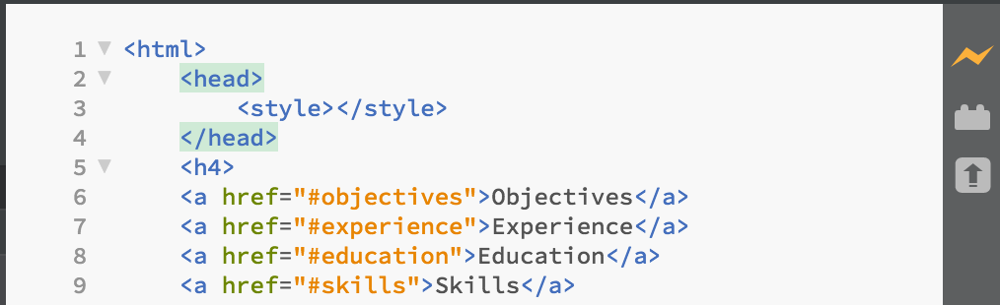 1 <html>
2 <head>
3 <style></style>
4 </head>
5 <h4>
6 <a href="#objectives">Objectives</a>
7 <a href="#experience">Experience</a>
8 <a href="#education">Education</a>
9 <a href="#skills">Skills</a>